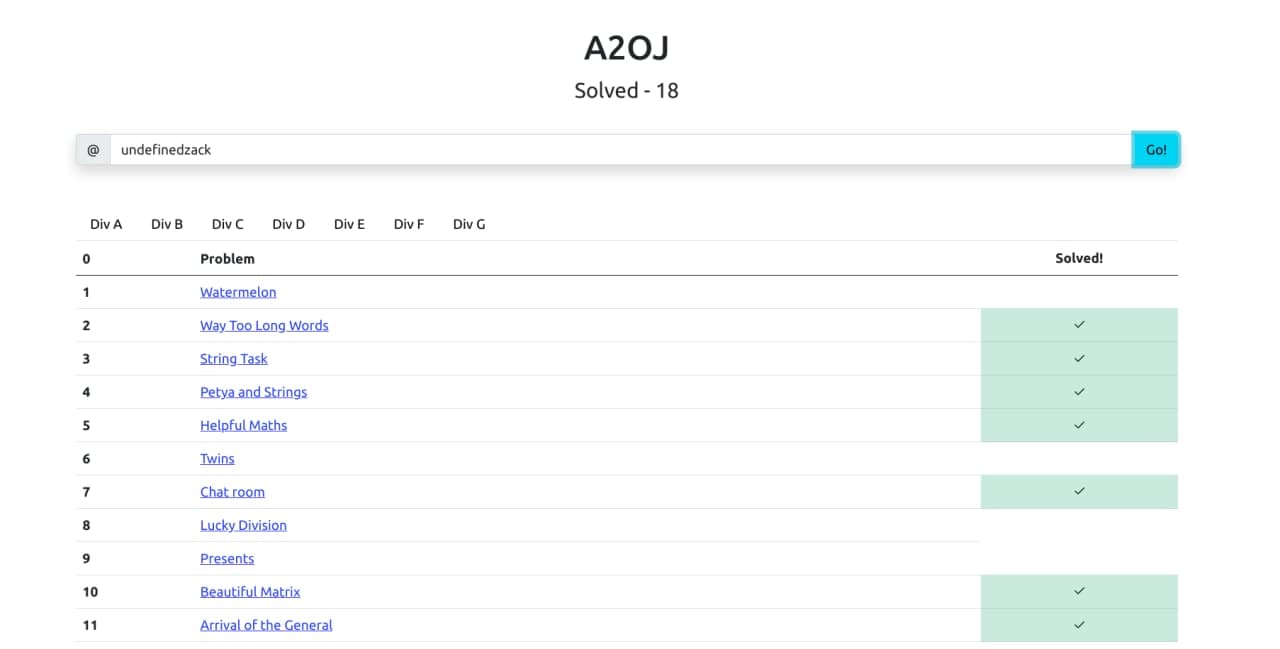 A2OJ
Solved - 18
@ undefinedzack Go!
Div A Div B Div C Div D Div E Div F Div G
0 Problem Solved!
1 Watermelon
2 Way Too Long Words ✓
3 String Task ✓
4 Petya and Strings ✓
5 Helpful Maths ✓
6 Twins
7 Chat room ✓
8 Lucky Division
9 Presents
10 Beautiful Matrix ✓
11 Arrival of the General ✓